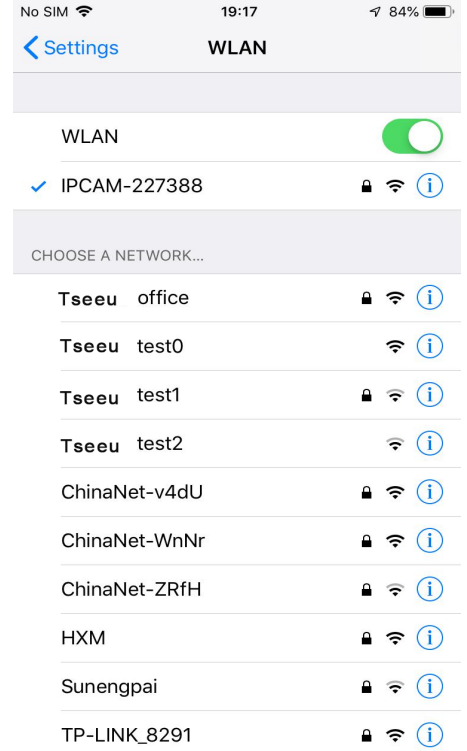 No SIM 19:17 84%
Settings WLAN
WLAN
IPCAM-227388
CHOOSE A NETWORK...
Tseeu office
Tseeu test0
Tseeu test1
Tseeu test2
ChinaNet-v4dU
ChinaNet-WnNr
ChinaNet-ZRfH
HXM
Sunengpai
TP-LINK_8291